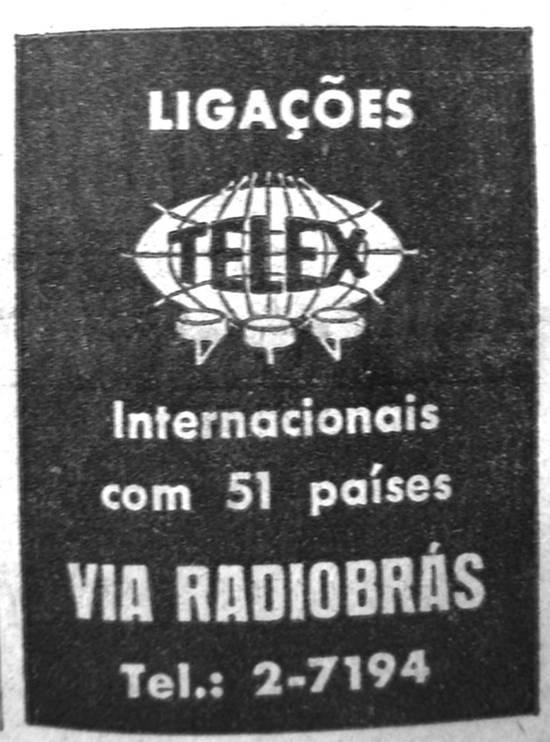 LIGAÇÕES
TELEX
Internacionais
com 51 países
VIA RADIOBRÁS
Tel.: 2-7194